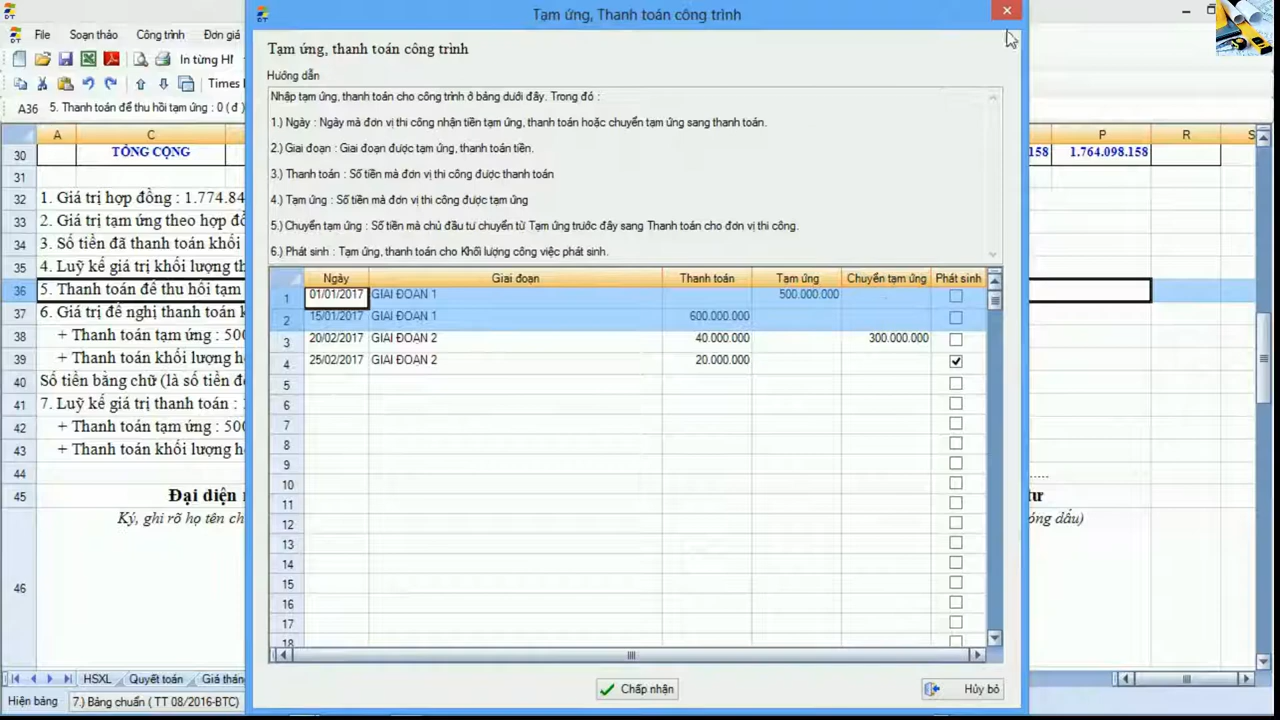 Tạm ứng, Thanh toán công trình
File Soạn thảo Công trình Đơn giá
In từng
Times
A36 5. Thanh toán để thu hồi tạm ứng : 0 ( đ )
A C P R S
30 TỔNG CỘNG 158 1.764.098.158
31
32 1. Giá trị hợp đồng : 1.774.84
33 2. Giá trị tạm ứng theo hợp đồ
34 3. Số tiền đã thanh toán khối
35 4. Luỹ kế giá trị khối lượng th
36 5. Thanh toán để thu hồi tạm
37 6. Giá trị đề nghị thanh toán k
38 + Thanh toán tạm ứng : 500
39 + Thanh toán khối lượng h
40 Số tiền bằng chữ (là số tiền đ
41 7. Luỹ kế giá trị thanh toán :
42 + Thanh toán tạm ứng : 500
43 + Thanh toán khối lượng h
44
45 Đại diện tư
Ký, ghi rõ họ tên ch óng dấu)
46
Tạm ứng, thanh toán công trình
Hướng dẫn
Nhập tạm ứng, thanh toán cho công trình ở bảng dưới đây. Trong đó :
1.) Ngày : Ngày mà đơn vị thi công nhận tiền tạm ứng, thanh toán hoặc chuyển tạm ứng sang thanh toán.
2.) Giai đoạn : Giai đoạn được tạm ứng, thanh toán tiền.
3.) Thanh toán : Số tiền mà đơn vị thi công được thanh toán
4.) Tạm ứng : Số tiền mà đơn vị thi công được tạm ứng
5.) Chuyển tạm ứng : Số tiền mà chủ đầu tư chuyển từ Tạm ứng trước đây sang Thanh toán cho đơn vị thi công.
6.) Phát sinh : Tạm ứng, thanh toán cho Khối lượng công việc phát sinh.
Ngày Giai đoạn Thanh toán Tạm ứng Chuyển tạm ứng Phát sinh
1 01/01/2017 GIAI ĐOẠN 1 500.000.000
2 15/01/2017 GIAI ĐOẠN 1 600.000.000
3 20/02/2017 GIAI ĐOẠN 2 40.000.000 300.000.000
4 25/02/2017 GIAI ĐOẠN 2 20.000.000
5
6
7
8
9
10
11
12
13
14
15
16
17
18
Chấp nhận Hủy bỏ
HSXL Quyết toán Giá tháng
Hiện bảng 7.) Bảng chuẩn ( TT 08/2016-BTC)